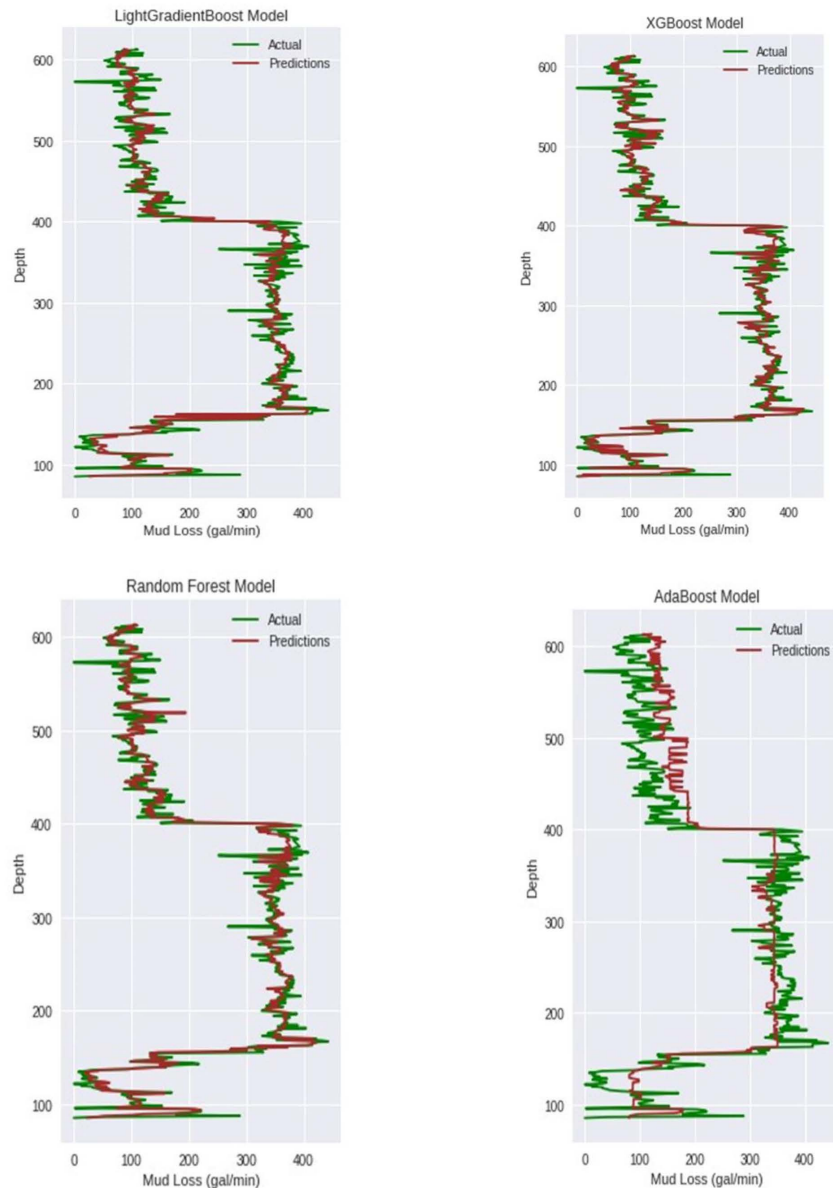 LightGradientBoost Model
Actual
Predictions
600
500
400
300
200
100
Depth
0 100 200 300 400
Mud Loss (gal/min)
XGBoost Model
Actual
Predictions
600
500
400
300
200
100
Depth
0 100 200 300 400
Mud Loss (gal/min)
Random Forest Model
Actual
Predictions
600
500
400
300
200
100
Depth
0 100 200 300 400
Mud Loss (gal/min)
AdaBoost Model
Actual
Predictions
600
500
400
300
200
100
Depth
0 100 200 300 400
Mud Loss (gal/min)